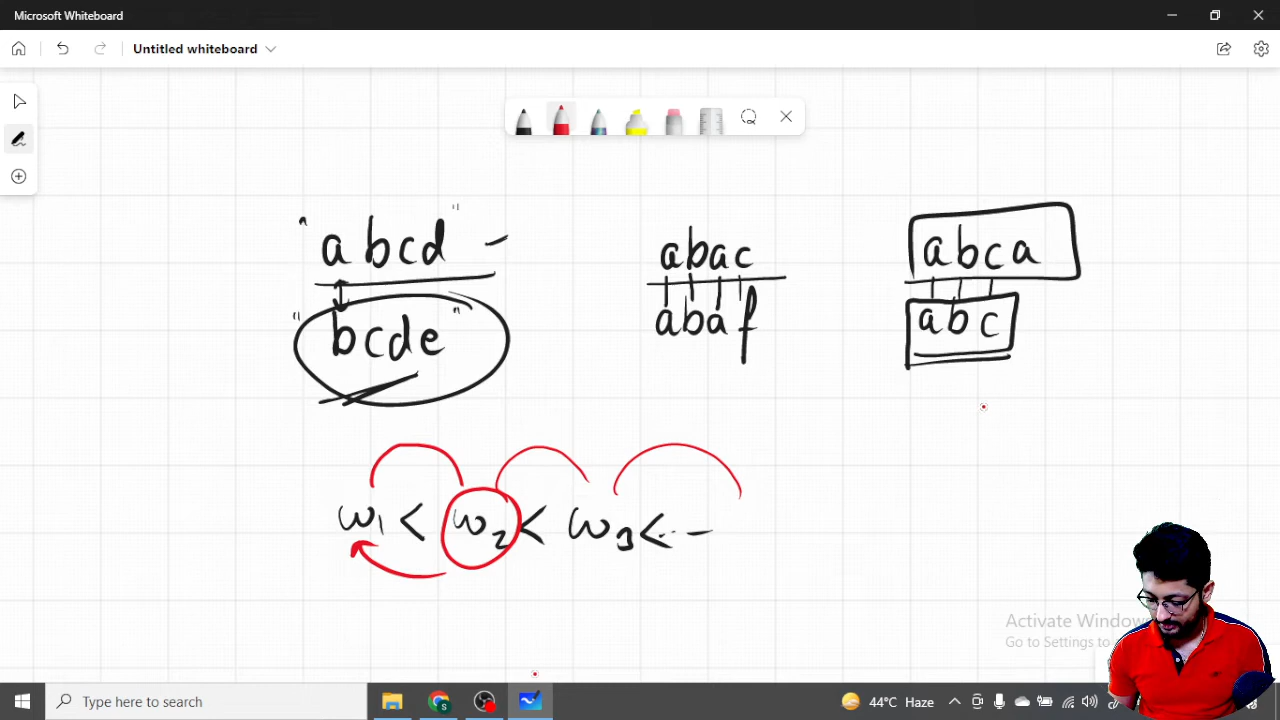 Microsoft Whiteboard
Untitled whiteboard
"abcd" -
"bcde"
abac
abaf
abca
abc
w1 < w2 < w3 < --
Activate Window
Go to Settings to
Type here to search
44°C Haze